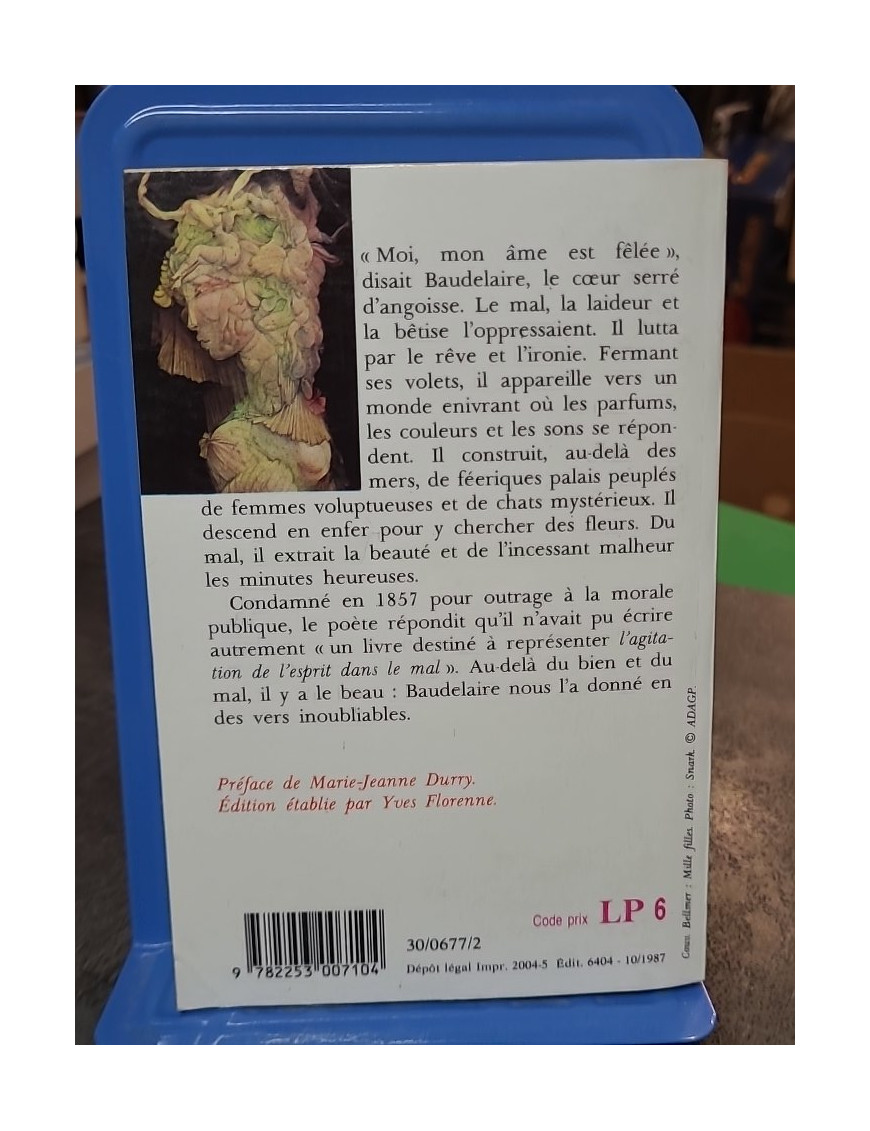 « Moi, mon âme est fêlée »,
disait Baudelaire, le cœur serré
d'angoisse. Le mal, la laideur et
la bêtise l'oppressaient. Il lutta
par le rêve et l'ironie. Fermant
ses volets, il appareille vers un
monde enivrant où les parfums,
les couleurs et les sons se répon-
dent. Il construit, au-delà des
mers, de féeriques palais peuplés
de femmes voluptueuses et de chats mystérieux. Il
descend en enfer pour y chercher des fleurs. Du
mal, il extrait la beauté et de l'incessant malheur
les minutes heureuses.
Condamné en 1857 pour outrage à la morale
publique, le poète répondit qu'il n'avait pu écrire
autrement « un livre destiné à représenter l'agita-
tion de l'esprit dans le mal ». Au-delà du bien et du
mal, il y a le beau : Baudelaire nous l'a donné en
des vers inoubliables.
Préface de Marie-Jeanne Durry.
Édition établie par Yves Florenne.
Couv. Bellmer : Mille filles. Photo : Snark. © ADAGP.
Code prix LP 6
30/0677/2
9 782253 007104
Dépôt légal Impr. 2004-5 Édit. 6404 - 10/1987